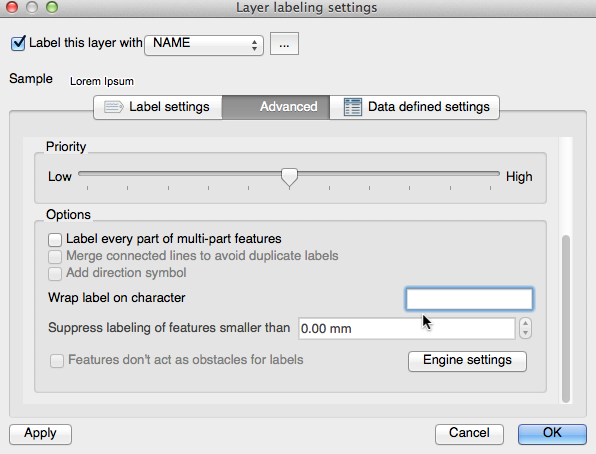 Layer labeling settings
Label this layer with NAME ...
Sample Lorem Ipsum
Label settings Advanced Data defined settings
Priority
Low High
Options
Label every part of multi-part features
Merge connected lines to avoid duplicate labels
Add direction symbol
Wrap label on character
Suppress labeling of features smaller than 0.00 mm
Features don't act as obstacles for labels Engine settings
Apply Cancel OK